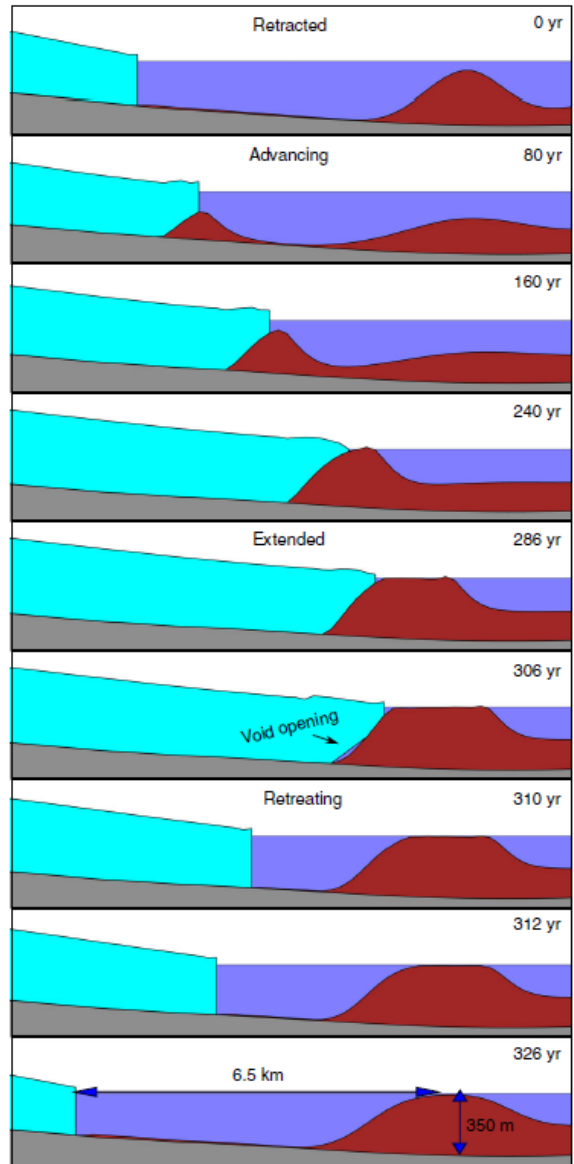 Retracted
0 yr
Advancing
80 yr
160 yr
240 yr
Extended
286 yr
306 yr
Void opening
Retreating
310 yr
312 yr
326 yr
6.5 km
350 m